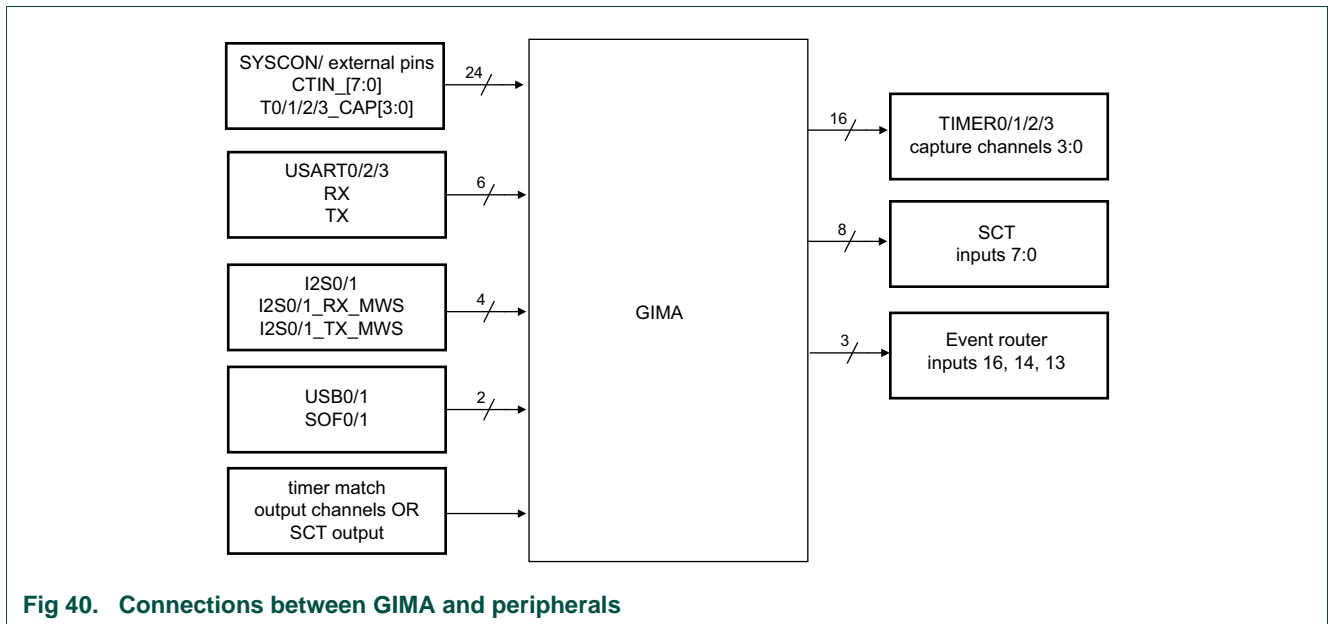 SYSCON/ external pins
CTIN_[7:0]
T0/1/2/3_CAP[3:0]
24
USART0/2/3
RX
TX
6
I2S0/1
I2S0/1_RX_MWS
I2S0/1_TX_MWS
4
USB0/1
SOF0/1
2
timer match
output channels OR
SCT output
GIMA
16
TIMER0/1/2/3
capture channels 3:0
8
SCT
inputs 7:0
3
Event router
inputs 16, 14, 13
Fig 40. Connections between GIMA and peripherals